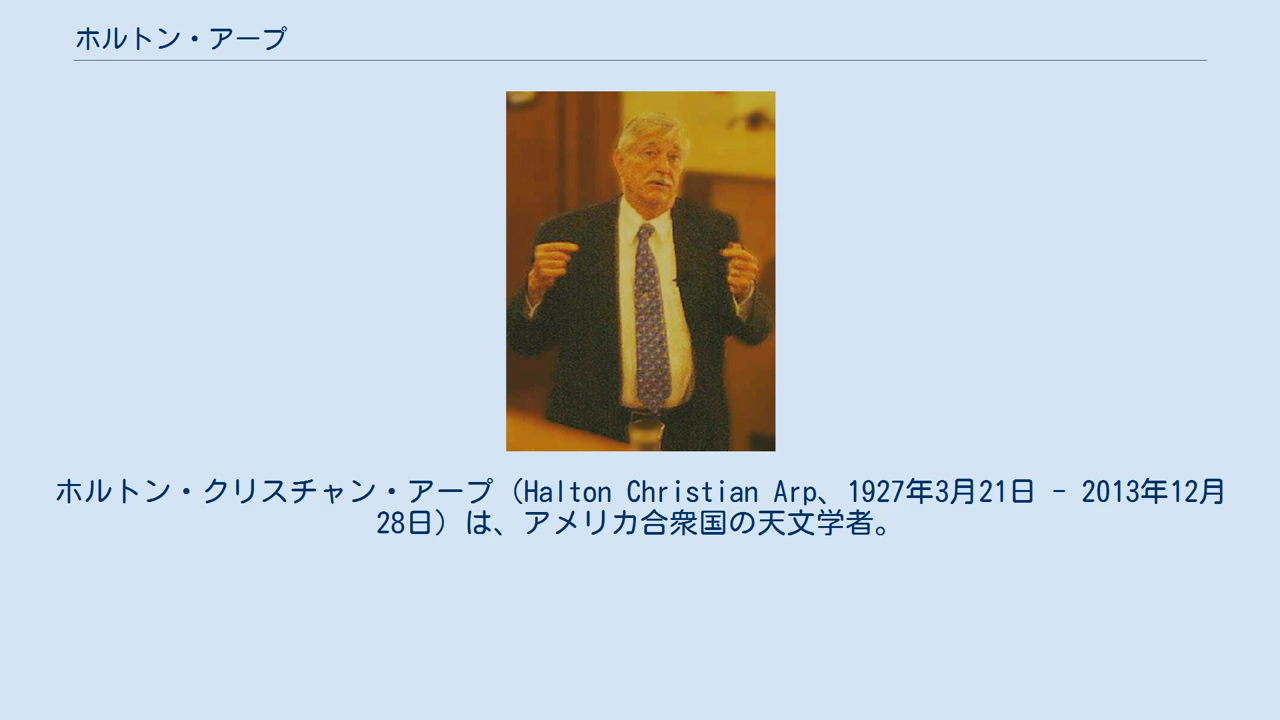 ホルトン・アープ
ホルトン・クリスチャン・アープ（Halton Christian Arp、1927年3月21日 - 2013年12月
28日）は、アメリカ合衆国の天文学者。